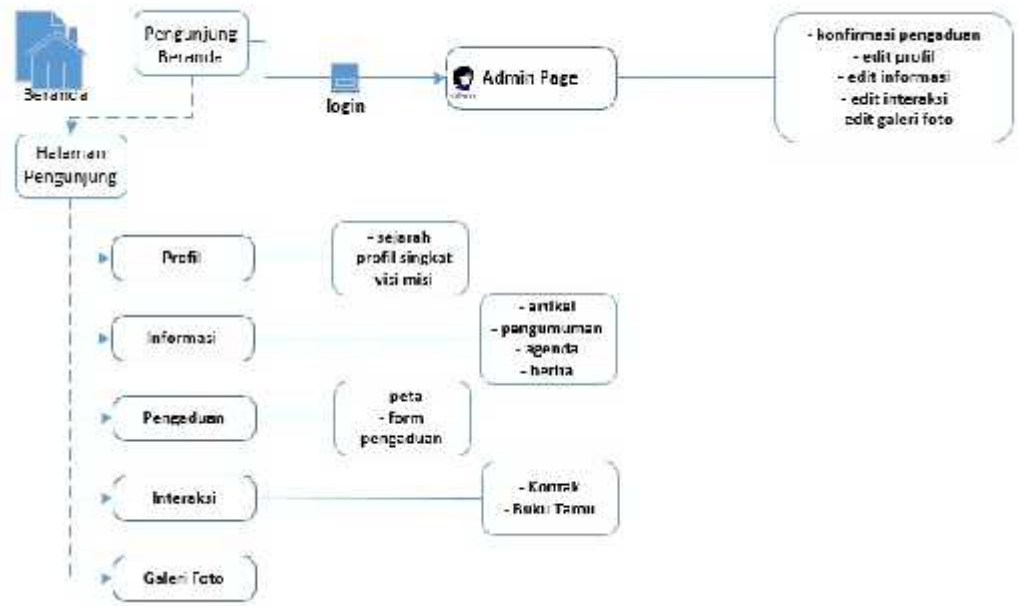 Pengunjung
Beranda
Beranda
login
Admin Page
- konfirmasi pengaduan
- edit profil
- edit informasi
- edit interaksi
edit galeri foto
Halaman
Pengunjung
Profil
- sejarah
profil singkat
visi misi
Informasi
- artikel
- pengumuman
- agenda
- berita
Pengaduan
peta
- form
pengaduan
Interaksi
- Kontak
- Buku Tamu
Galeri Foto